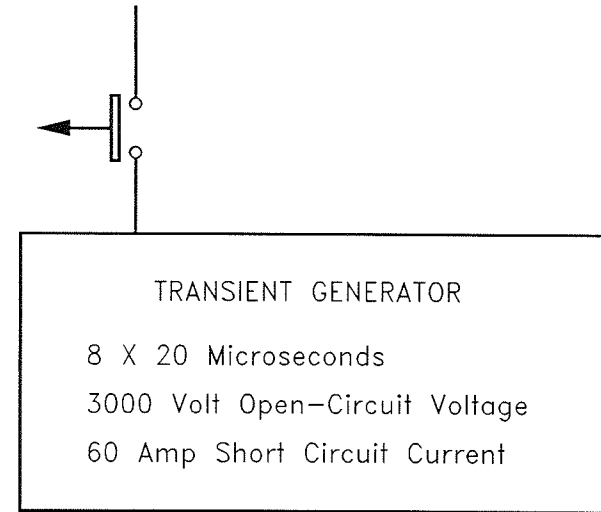 TRANSIENT GENERATOR
8 X 20 Microseconds
3000 Volt Open-Circuit Voltage
60 Amp Short Circuit Current